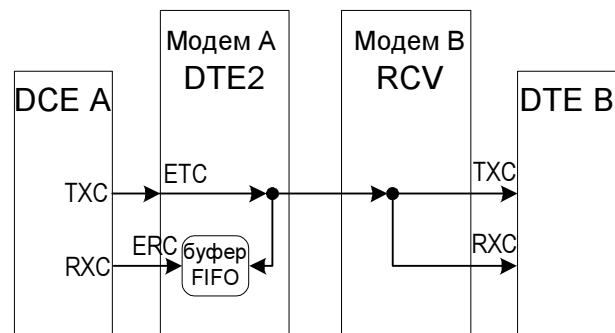 Модем А
DTE2
Модем В
RCV
DCE A
DTE B
ETC
TXC
TXC
ERC
RXC
RXC
буфер
FIFO